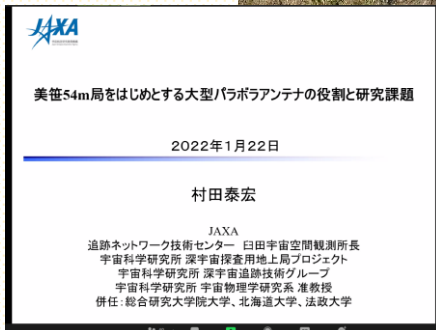 JAXA
美笹54m局をはじめとする大型パラボラアンテナの役割と研究課題
2022年1月22日
村田泰宏
JAXA
追跡ネットワーク技術センター 臼田宇宙空間観測所長
宇宙科学研究所 深宇宙探査用地上局プロジェクト
宇宙科学研究所 深宇宙追跡技術グループ
宇宙科学研究所 宇宙物理学研究系 准教授
併任：総合研究大学院大学、北海道大学、法政大学